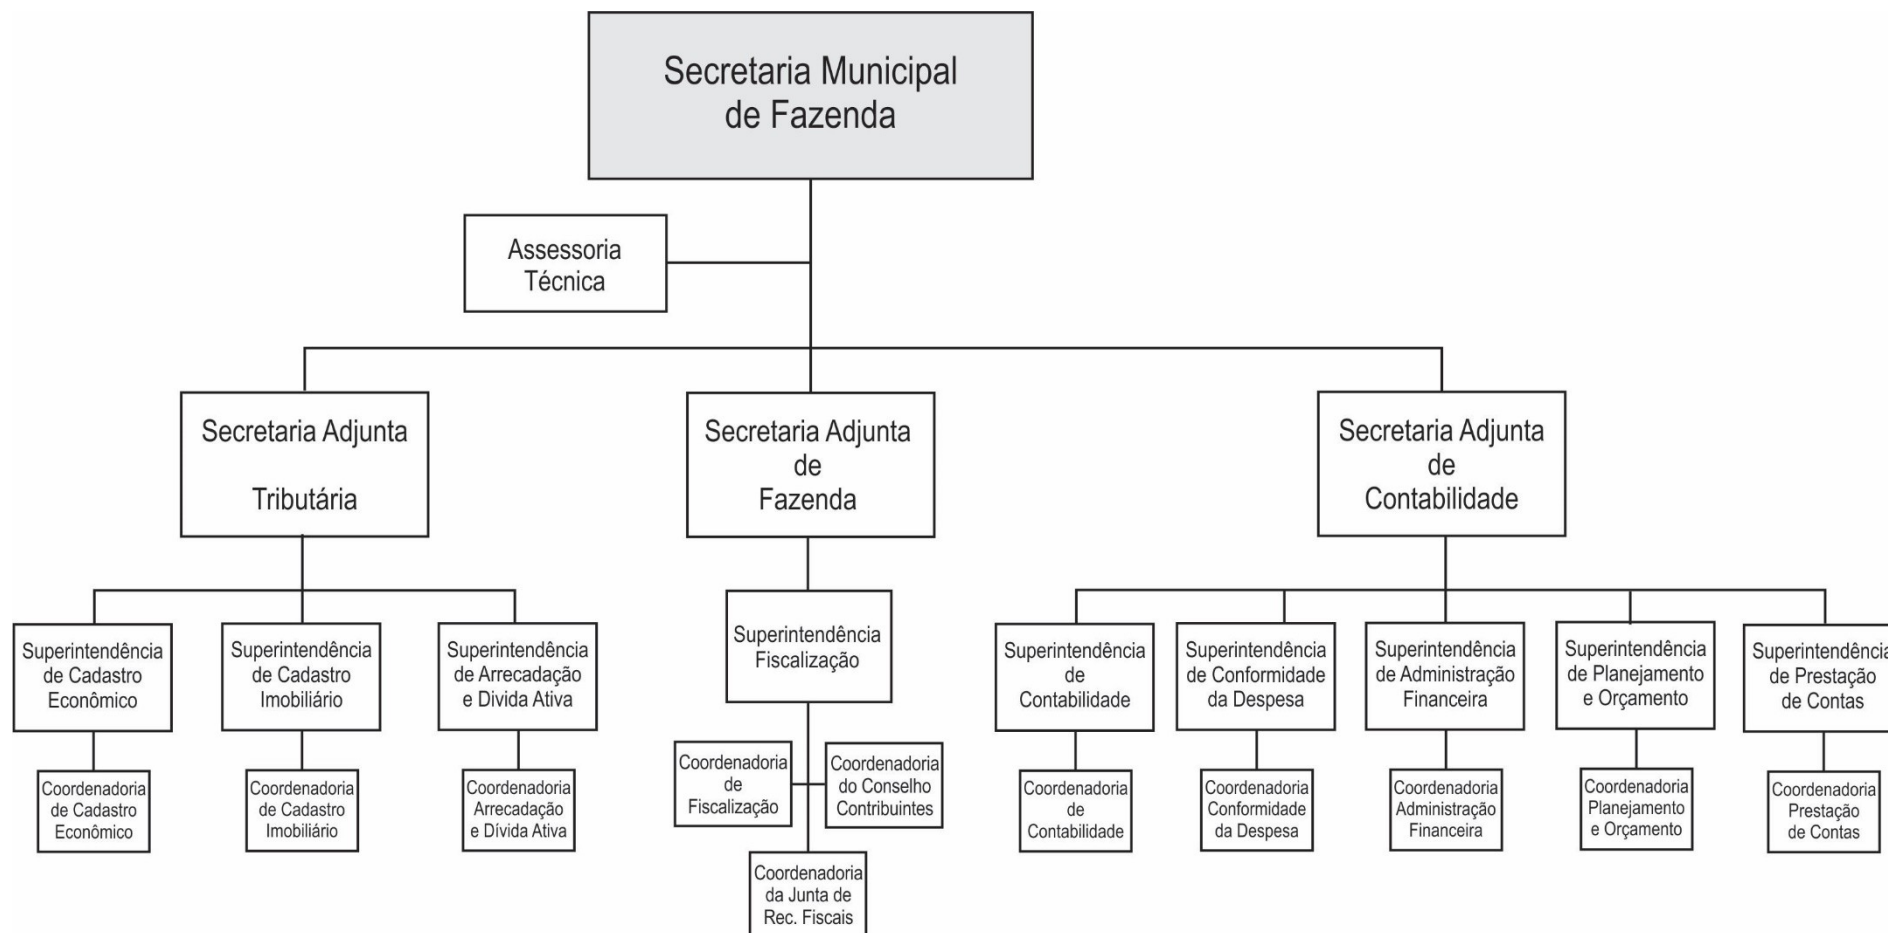 Secretaria Municipal
de Fazenda
Assessoria
Técnica
Secretaria Adjunta
Tributária
Secretaria Adjunta
de
Fazenda
Secretaria Adjunta
de
Contabilidade
Superintendência
de Cadastro
Econômico
Superintendência
de Cadastro
Imobiliário
Superintendência
de Arrecadação
e Divida Ativa
Superintendência
Fiscalização
Superintendência
de
Contabilidade
Superintendência
de Conformidade
da Despesa
Superintendência
de Administração
Financeira
Superintendência
de Planejamento
e Orçamento
Superintendência
de Prestação
de Contas
Coordenadoria
de Cadastro
Econômico
Coordenadoria
de Cadastro
Imobiliário
Coordenadoria
Arrecadação
e Dívida Ativa
Coordenadoria
de
Fiscalização
Coordenadoria
do Conselho
Contribuintes
Coordenadoria
da Junta de
Rec. Fiscais
Coordenadoria
de
Contabilidade
Coordenadoria
Conformidade
da Despesa
Coordenadoria
Administração
Financeira
Coordenadoria
Planejamento
e Orçamento
Coordenadoria
Prestação
de Contas